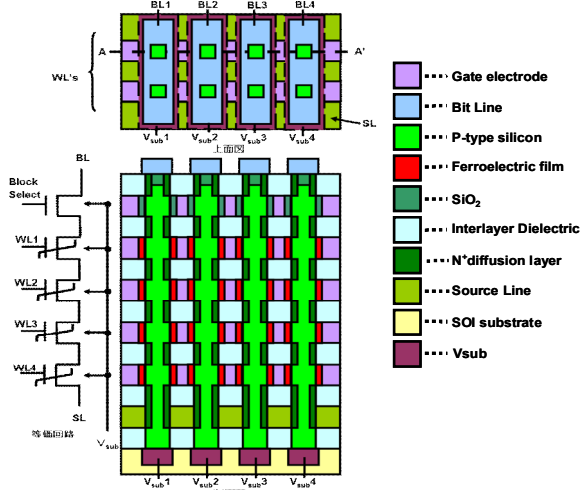 BL1 BL2 BL3 BL4
A A'
WL's
SL
Vsub1 Vsub2 Vsub3 Vsub4
上面図
BL
Block
Select
WL1
WL2
WL3
WL4
SL
等価回路
Vsub
Vsub1 Vsub2 Vsub3 Vsub4
Gate electrode
Bit Line
P-type silicon
Ferroelectric film
SiO2
Interlayer Dielectric
N+diffusion layer
Source Line
SOI substrate
Vsub